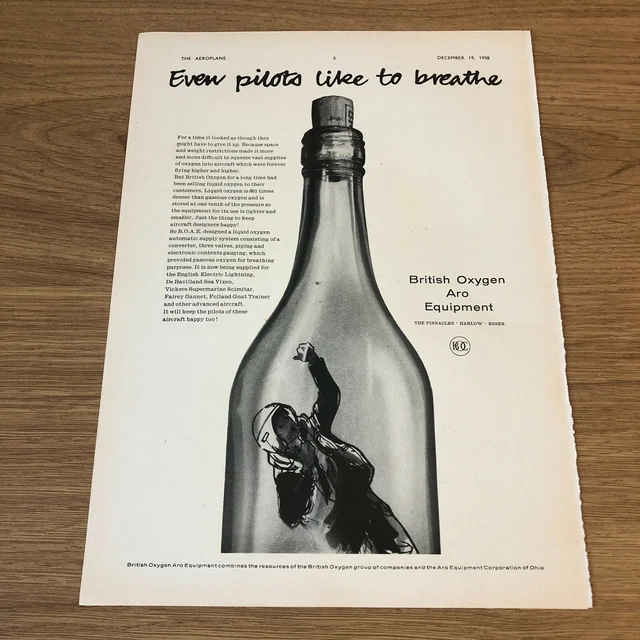 THE AEROPLANE
4
DECEMBER 19, 1958
Even pilots like to breathe
For a time it looked as though they
might have to give it up. Because space
and weight restrictions made it more
and more difficult to squeeze vast supplies
of oxygen into aircraft which were forever
flying higher and higher.
But British Oxygen for a long time had
been selling liquid oxygen to their
customers. Liquid oxygen is 861 times
denser than gaseous oxygen and is
stored at one tenth of the pressure so
the equipment for its use is lighter and
smaller. Just the thing to keep
aircraft designers happy!
So B.O.A.E. designed a liquid oxygen
automatic supply system consisting of a
converter, three valves, piping and
electronic contents gauging, which
provided gaseous oxygen for breathing
purposes. It is now being supplied for
the English Electric Lightning,
De Havilland Sea Vixen,
Vickers Supermarine Scimitar,
Fairey Gannet, Folland Gnat Trainer
and other advanced aircraft.
It will keep the pilots of these
aircraft happy too!
British Oxygen
Aro
Equipment
THE PINNACLES · HARLOW · ESSEX
British Oxygen Aro Equipment combines the resources of the British Oxygen group of companies and the Aro Equipment Corporation of Ohio